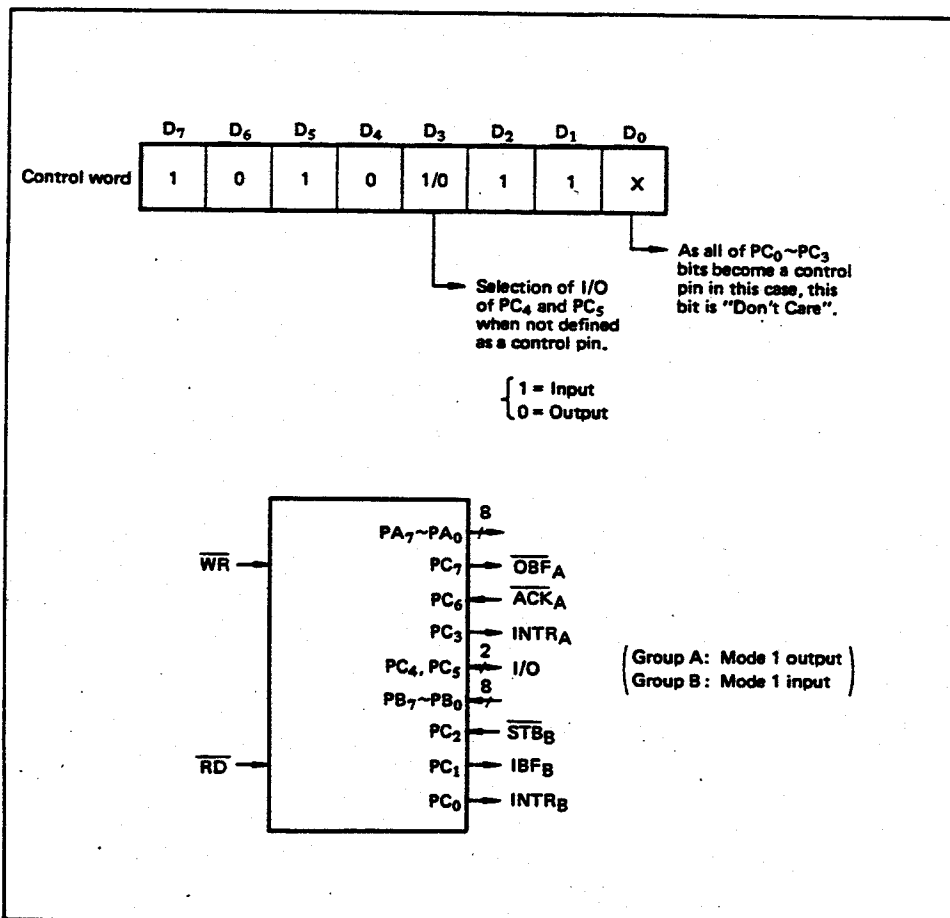 D7 D6 D5 D4 D3 D2 D1 D0
Control word 1 0 1 0 1/0 1 1 X
Selection of I/O
of PC4 and PC5
when not defined
as a control pin.
1 = Input
0 = Output
As all of PC0~PC3
bits become a control
pin in this case, this
bit is "Don't Care".
WR
RD
PA7~PA0 8
PC7 OBFA
PC6 ACKA
PC3 INTRA
PC4, PC5 2 I/O
PB7~PB0 8
PC2 STBB
PC1 IBFB
PC0 INTRB
Group A: Mode 1 output
Group B: Mode 1 input